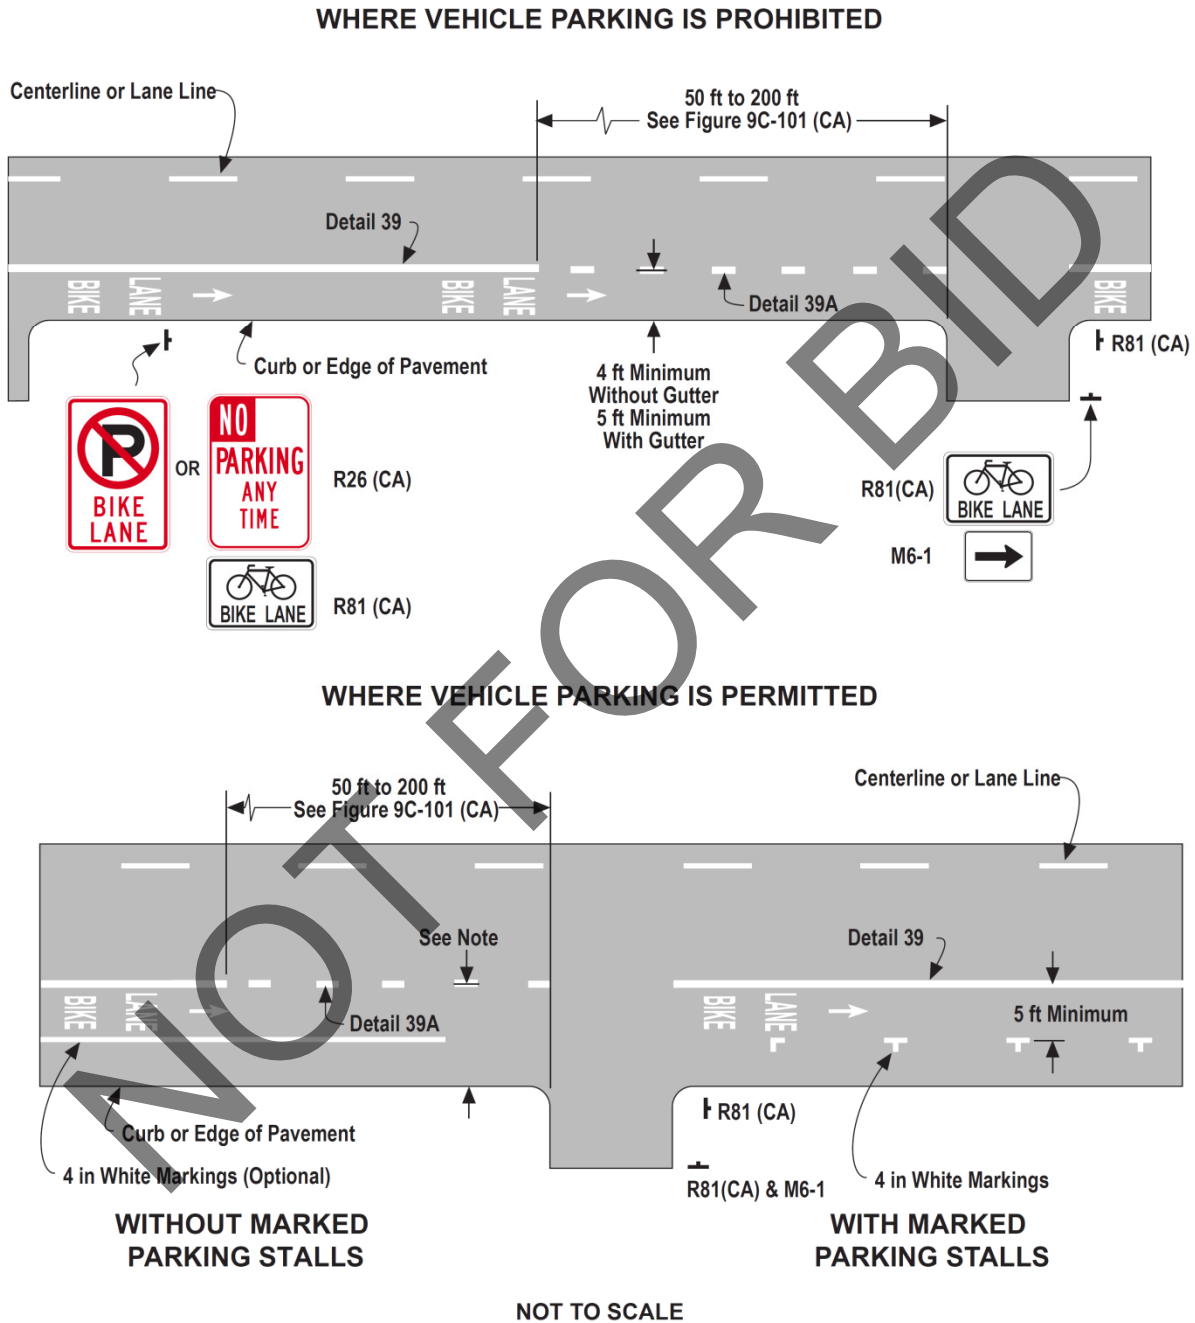 WHERE VEHICLE PARKING IS PROHIBITED
Centerline or Lane Line
50 ft to 200 ft
See Figure 9C-101 (CA)
Detail 39
BIKE
LANE
BIKE
LANE
Detail 39A
BIKE
R81 (CA)
Curb or Edge of Pavement
4 ft Minimum
Without Gutter
5 ft Minimum
With Gutter
P
BIKE
LANE
OR
NO
PARKING
ANY
TIME
R26 (CA)
BIKE LANE
R81 (CA)
R81(CA)
BIKE LANE
M6-1
WHERE VEHICLE PARKING IS PERMITTED
50 ft to 200 ft
See Figure 9C-101 (CA)
Centerline or Lane Line
See Note
Detail 39
BIKE
LANE
Detail 39A
BIKE
LANE
5 ft Minimum
Curb or Edge of Pavement
4 in White Markings (Optional)
R81 (CA)
R81(CA) & M6-1
4 in White Markings
WITHOUT MARKED
PARKING STALLS
WITH MARKED
PARKING STALLS
NOT TO SCALE
NOT FOR BID